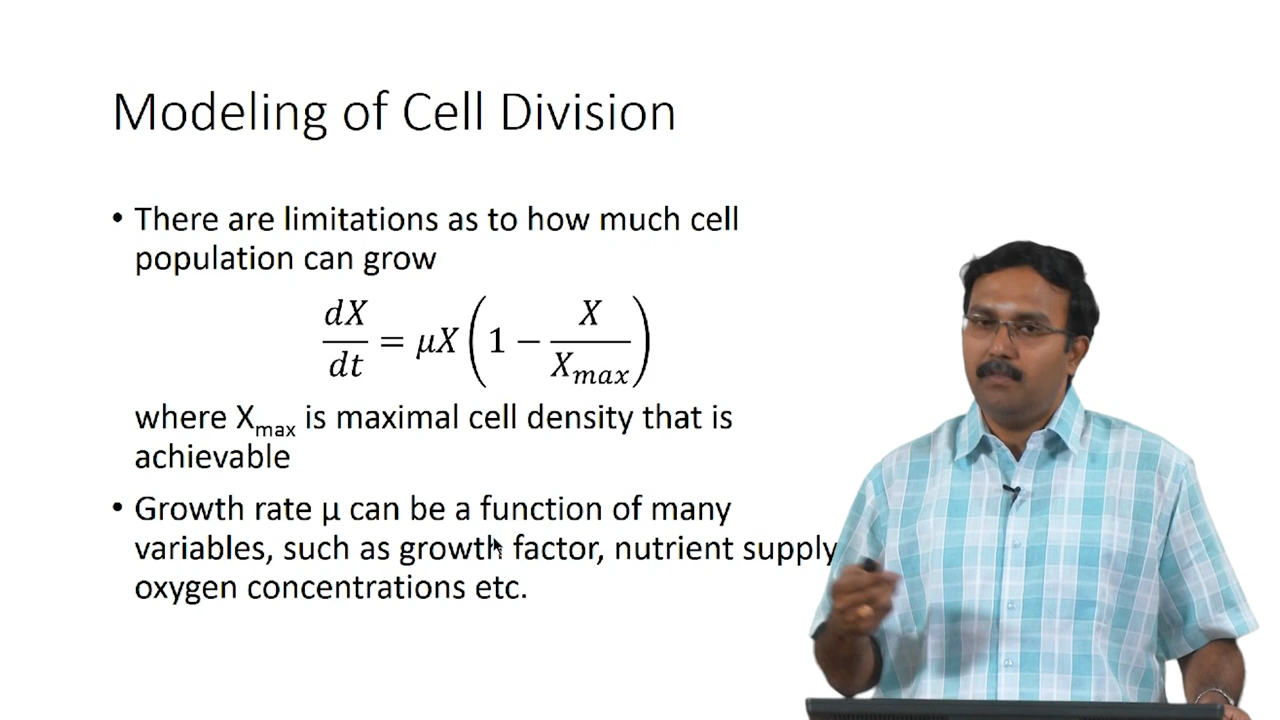 Modeling of Cell Division
• There are limitations as to how much cell
population can grow
dX/dt = μX(1 − X/X_max)
where X_max is maximal cell density that is
achievable
• Growth rate μ can be a function of many
variables, such as growth factor, nutrient supply
oxygen concentrations etc.